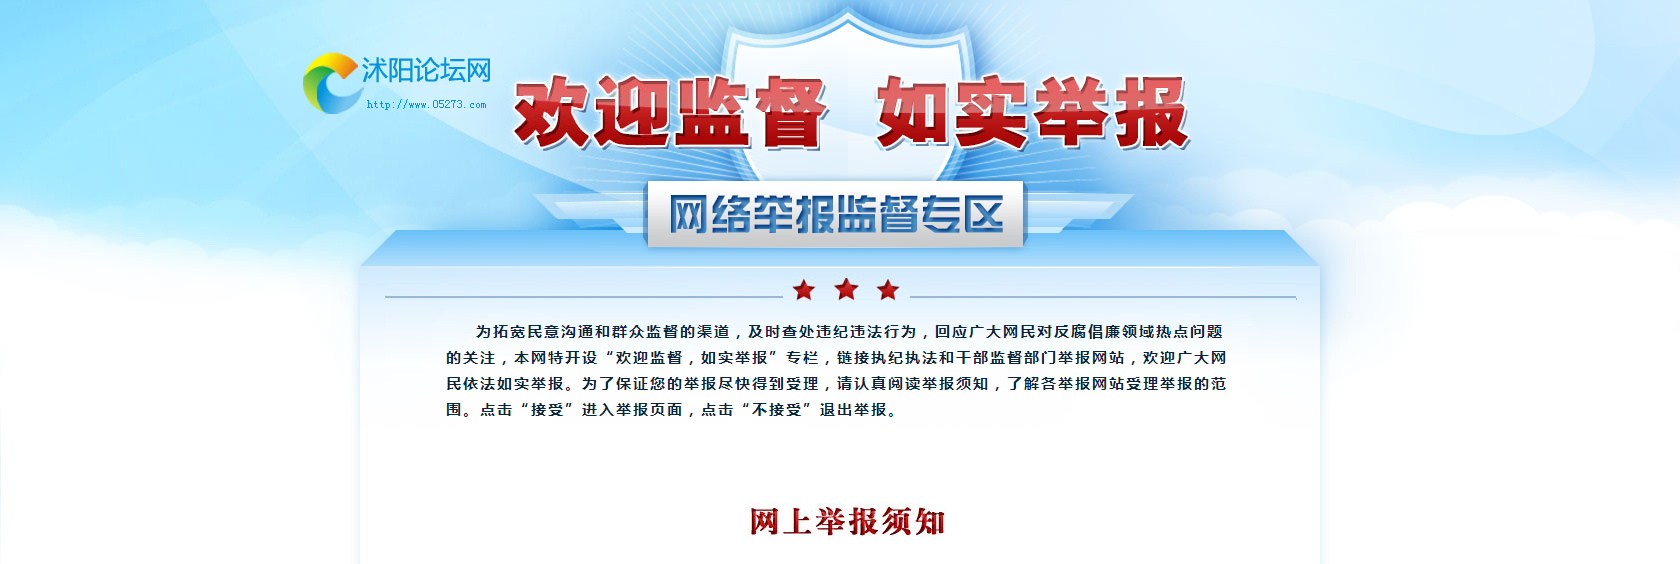 沭阳论坛网
http://www.05273.com
欢迎监督 如实举报
网络举报监督专区
为拓宽民意沟通和群众监督的渠道，及时查处违纪违法行为，回应广大网民对反腐倡廉领域热点问题
的关注，本网特开设“欢迎监督，如实举报”专栏，链接执纪执法和干部监督部门举报网站，欢迎广大网
民依法如实举报。为了保证您的举报尽快得到受理，请认真阅读举报须知，了解各举报网站受理举报的范
围。点击“接受”进入举报页面，点击“不接受”退出举报。
网上举报须知